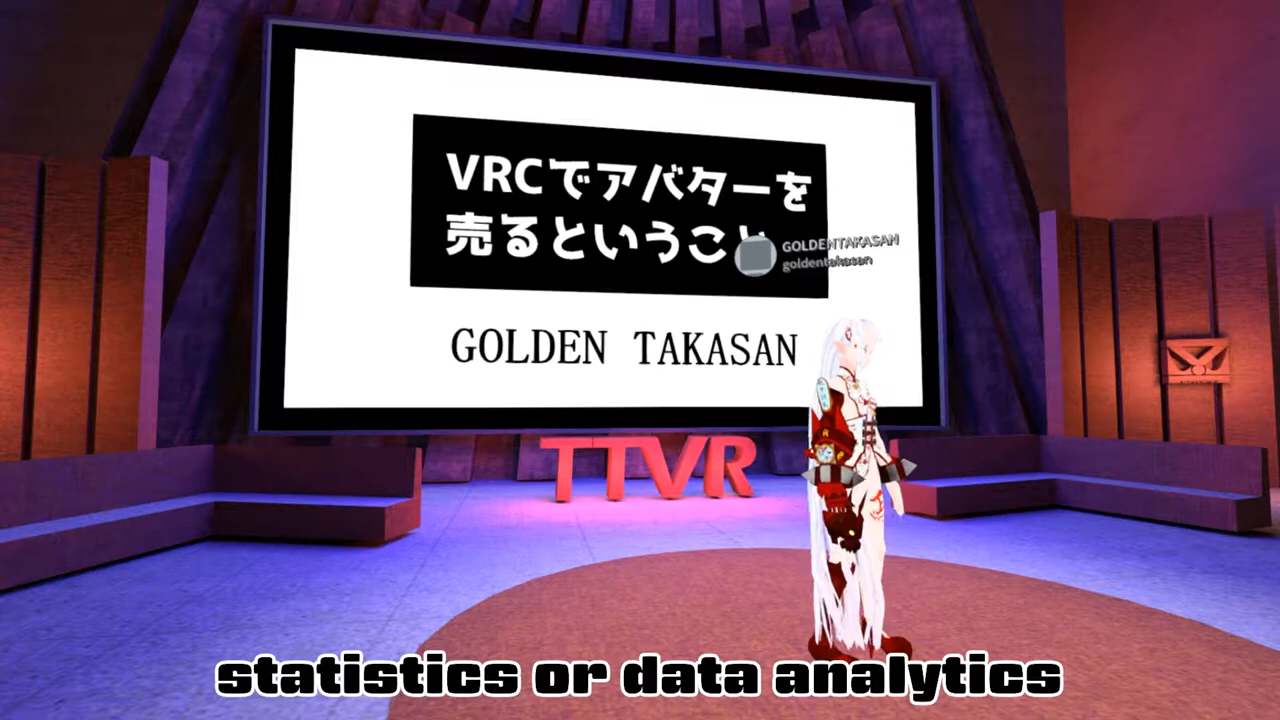 VRCでアバターを
売るということ
GOLDENTAKASAN
goldentakasan
GOLDEN TAKASAN
TTVR
statistics or data analytics